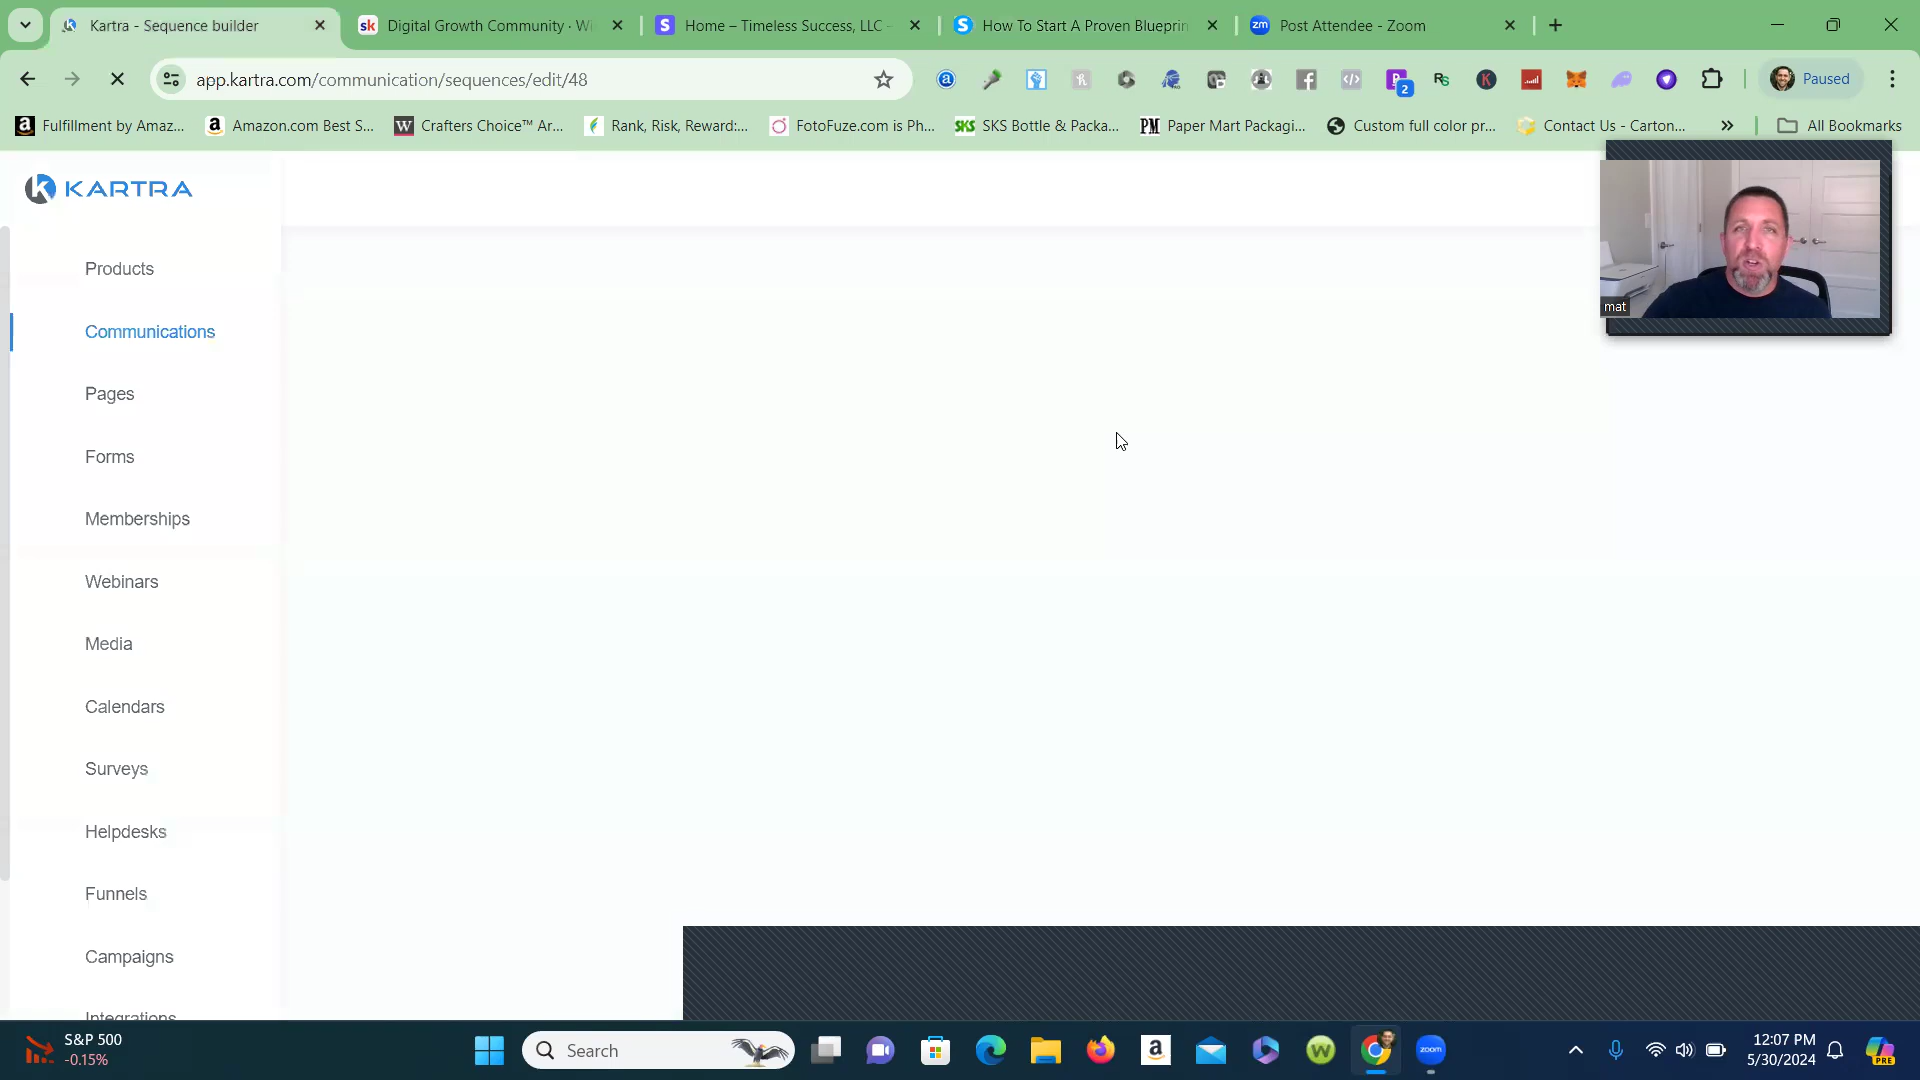 Kartra - Sequence builder
Digital Growth Community · Wi
Home – Timeless Success, LLC –
How To Start A Proven Blueprin
Post Attendee - Zoom
app.kartra.com/communication/sequences/edit/48
2
Paused
Fulfillment by Amaz...
Amazon.com Best S...
Crafters Choice™ Ar...
Rank, Risk, Reward:...
FotoFuze.com is Ph...
SKS Bottle & Packa...
Paper Mart Packagi...
Custom full color pr...
Contact Us - Carton...
All Bookmarks
KARTRA
Products
Communications
Pages
Forms
Memberships
Webinars
Media
Calendars
Surveys
Helpdesks
Funnels
Campaigns
Integrations
mat
S&P 500
-0.15%
Search
zoom
12:07 PM
5/30/2024
PRE